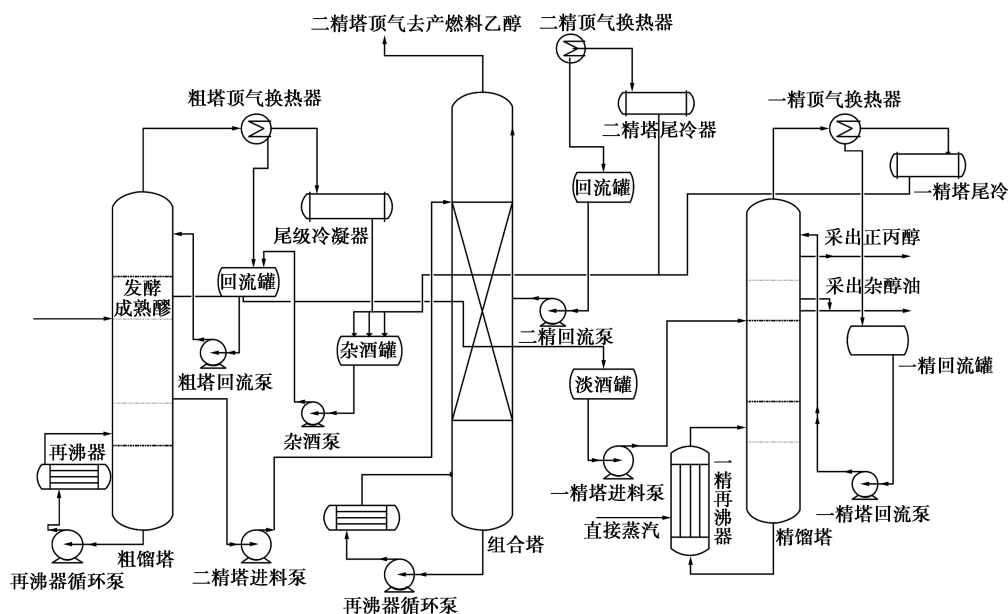 二精塔顶气去产燃料乙醇
二精塔顶气换热器
粗塔顶气换热器
一精顶气换热器
二精塔尾冷器
回流罐
一精塔尾冷
尾级冷凝器
采出正丙醇
回流罐
发酵
成熟醪
采出杂醇油
二精回流泵
杂酒罐
一精回流罐
粗塔回流泵
淡酒罐
杂酒泵
再沸器
一精塔进料泵
一精再沸器
一精塔回流泵
直接蒸汽
精馏塔
组合塔
粗馏塔
再沸器循环泵
二精塔进料泵
再沸器循环泵